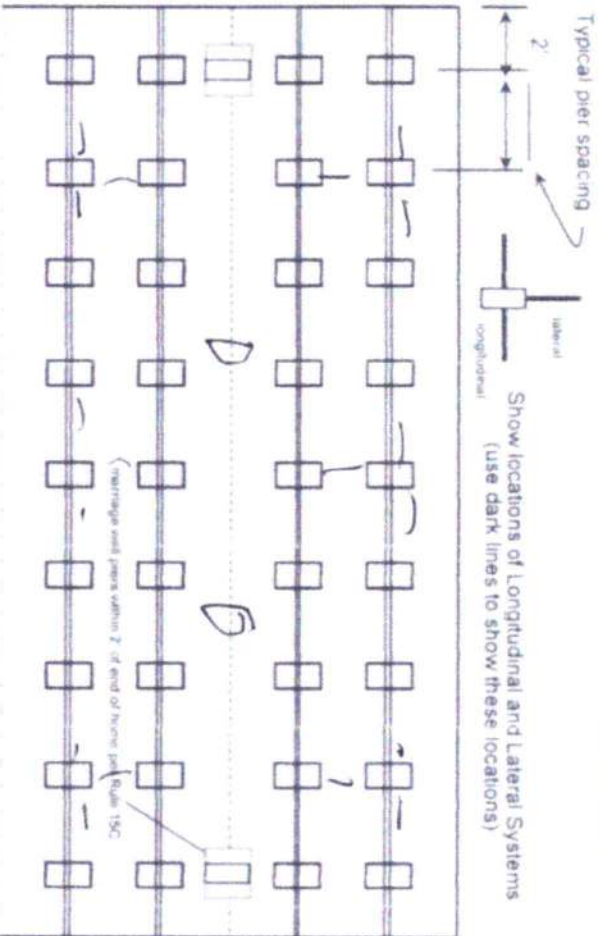 Typical pier spacing
2'
lateral
longitudinal
Show locations of Longitudinal and Lateral Systems
(use dark lines to show these locations)
marriage wall piers within 2' of end of home per Rule 15C